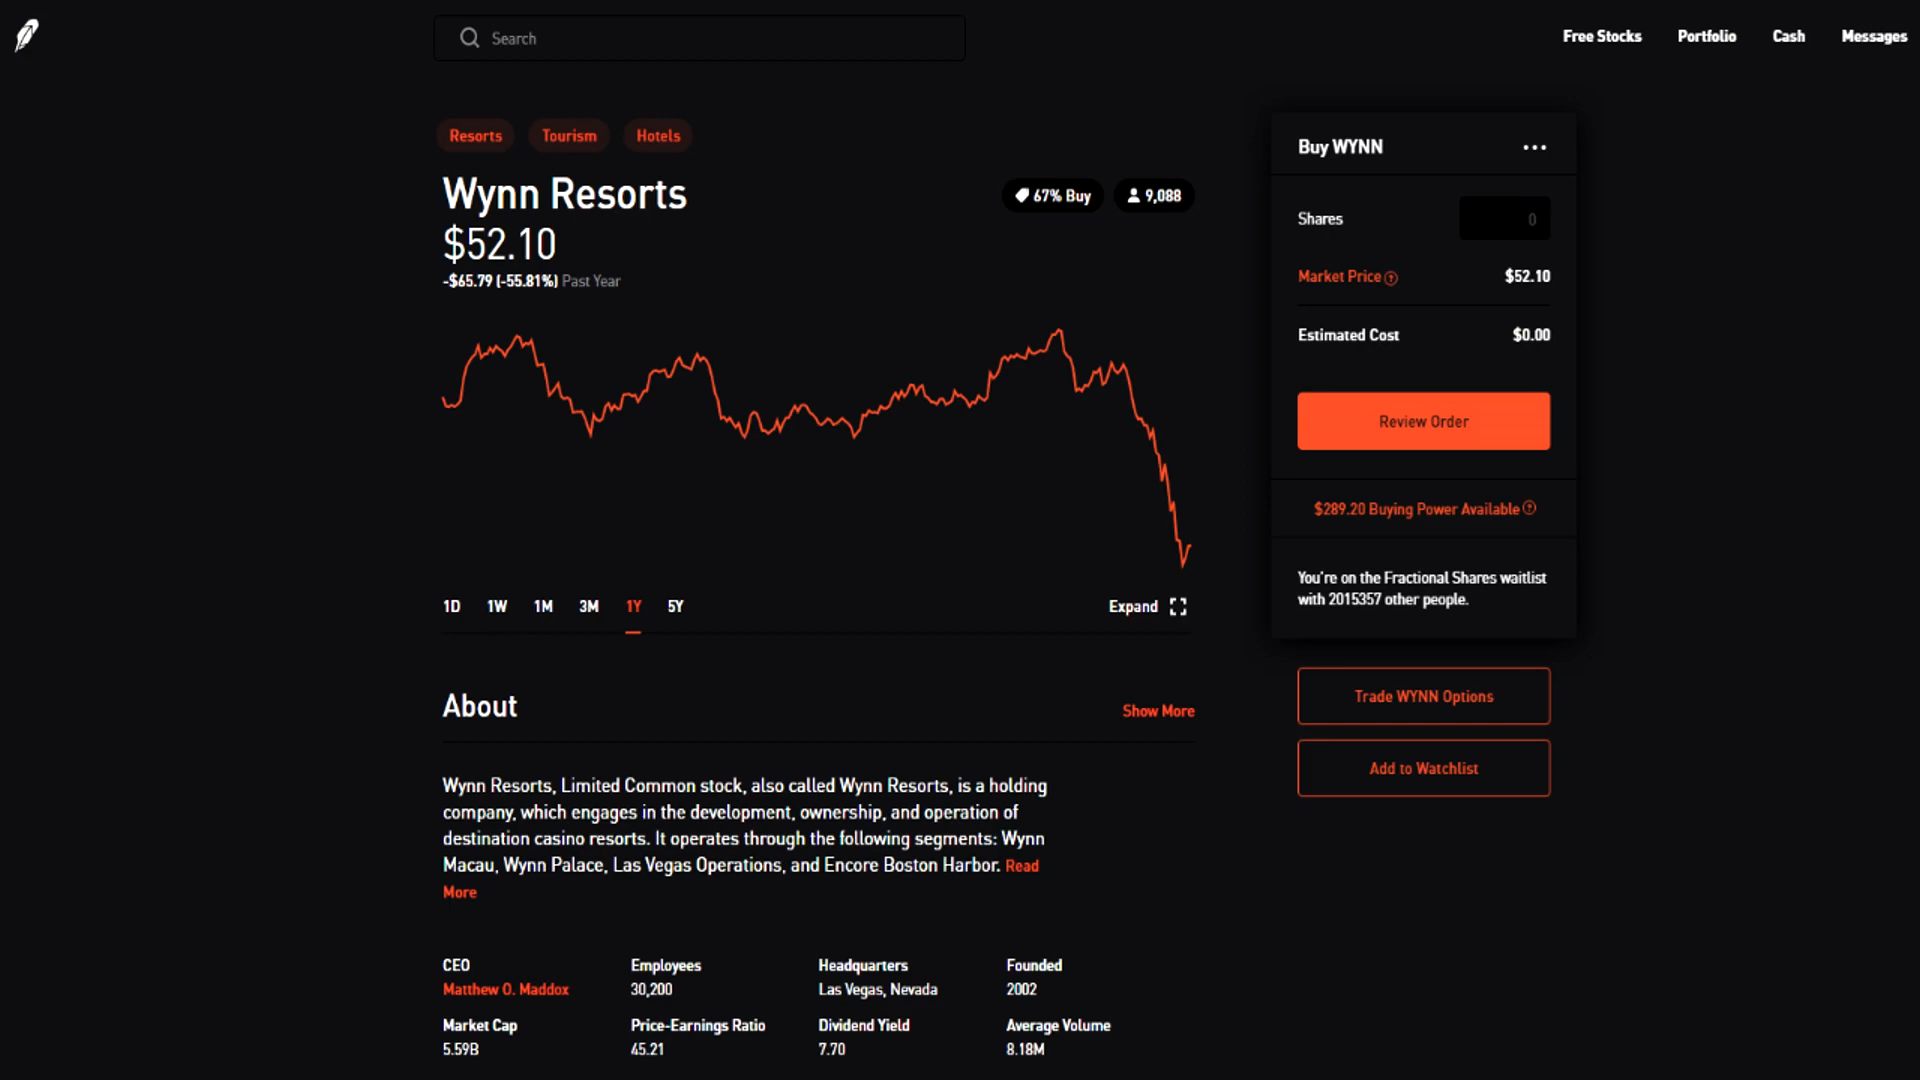 Search
Free Stocks Portfolio Cash Messages
Resorts Tourism Hotels
Wynn Resorts
67% Buy 9,088
$52.10
-$65.79 (-55.81%) Past Year
1D 1W 1M 3M 1Y 5Y Expand
About
Show More
Wynn Resorts, Limited Common stock, also called Wynn Resorts, is a holding
company, which engages in the development, ownership, and operation of
destination casino resorts. It operates through the following segments: Wynn
Macau, Wynn Palace, Las Vegas Operations, and Encore Boston Harbor. Read
More
CEO Employees Headquarters Founded
Matthew O. Maddox 30,200 Las Vegas, Nevada 2002
Market Cap Price-Earnings Ratio Dividend Yield Average Volume
5.59B 45.21 7.70 8.18M
Buy WYNN
Shares 0
Market Price $52.10
Estimated Cost $0.00
Review Order
$289.20 Buying Power Available
You're on the Fractional Shares waitlist
with 2015357 other people.
Trade WYNN Options
Add to Watchlist